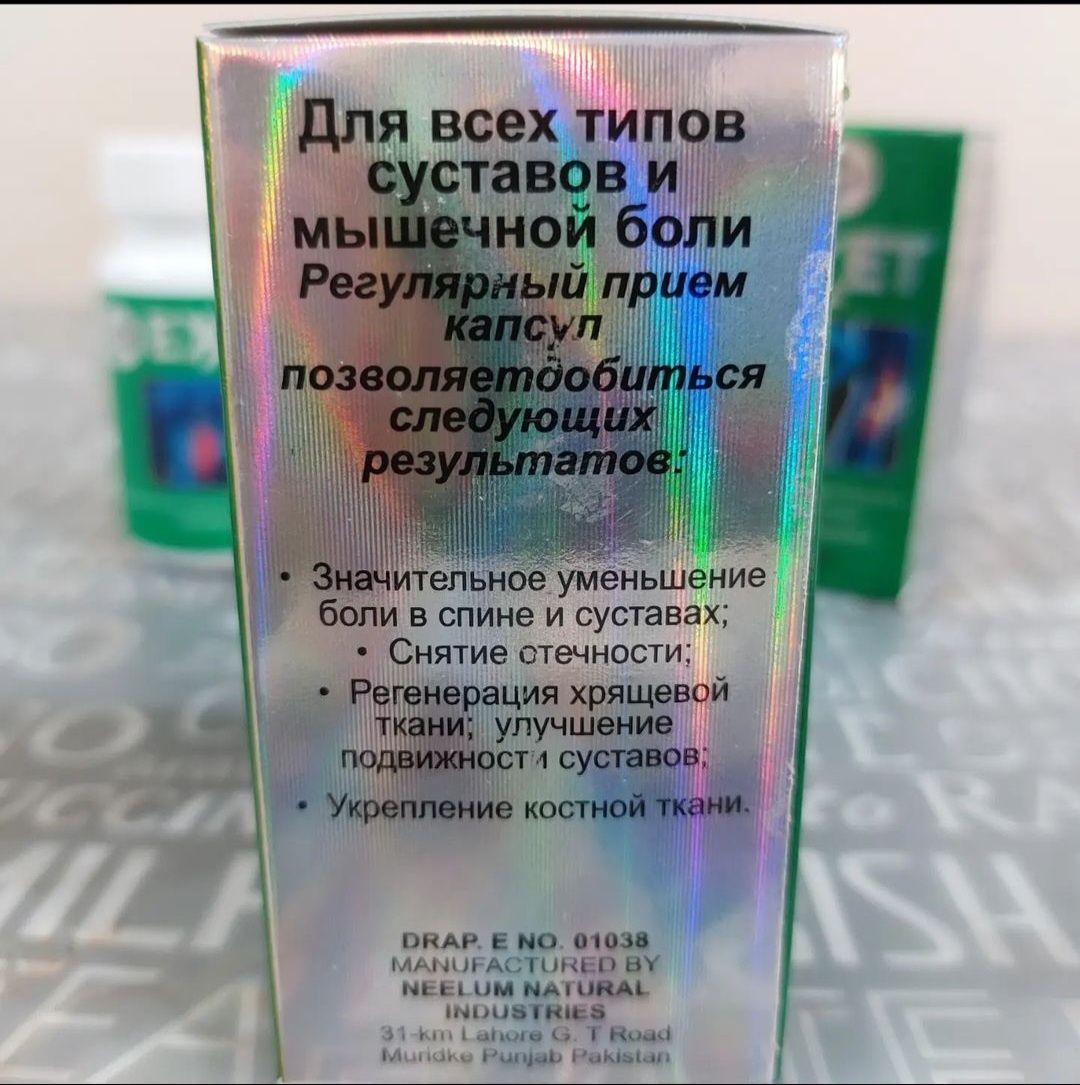 Для всех типов
суставов и
мышечной боли
Регулярный прием
капсул
позволяетдобиться
следующих
результатов:
• Значительное уменьшение
боли в спине и суставах;
• Снятие отечности;
• Регенерация хрящевой
ткани; улучшение
подвижности суставов;
• Укрепление костной ткани.
DRAP. E NO. 01038
MANUFACTURED BY
NEELUM NATURAL
INDUSTRIES
31-km Lahore G. T Road
Muridke Punjab Pakistan